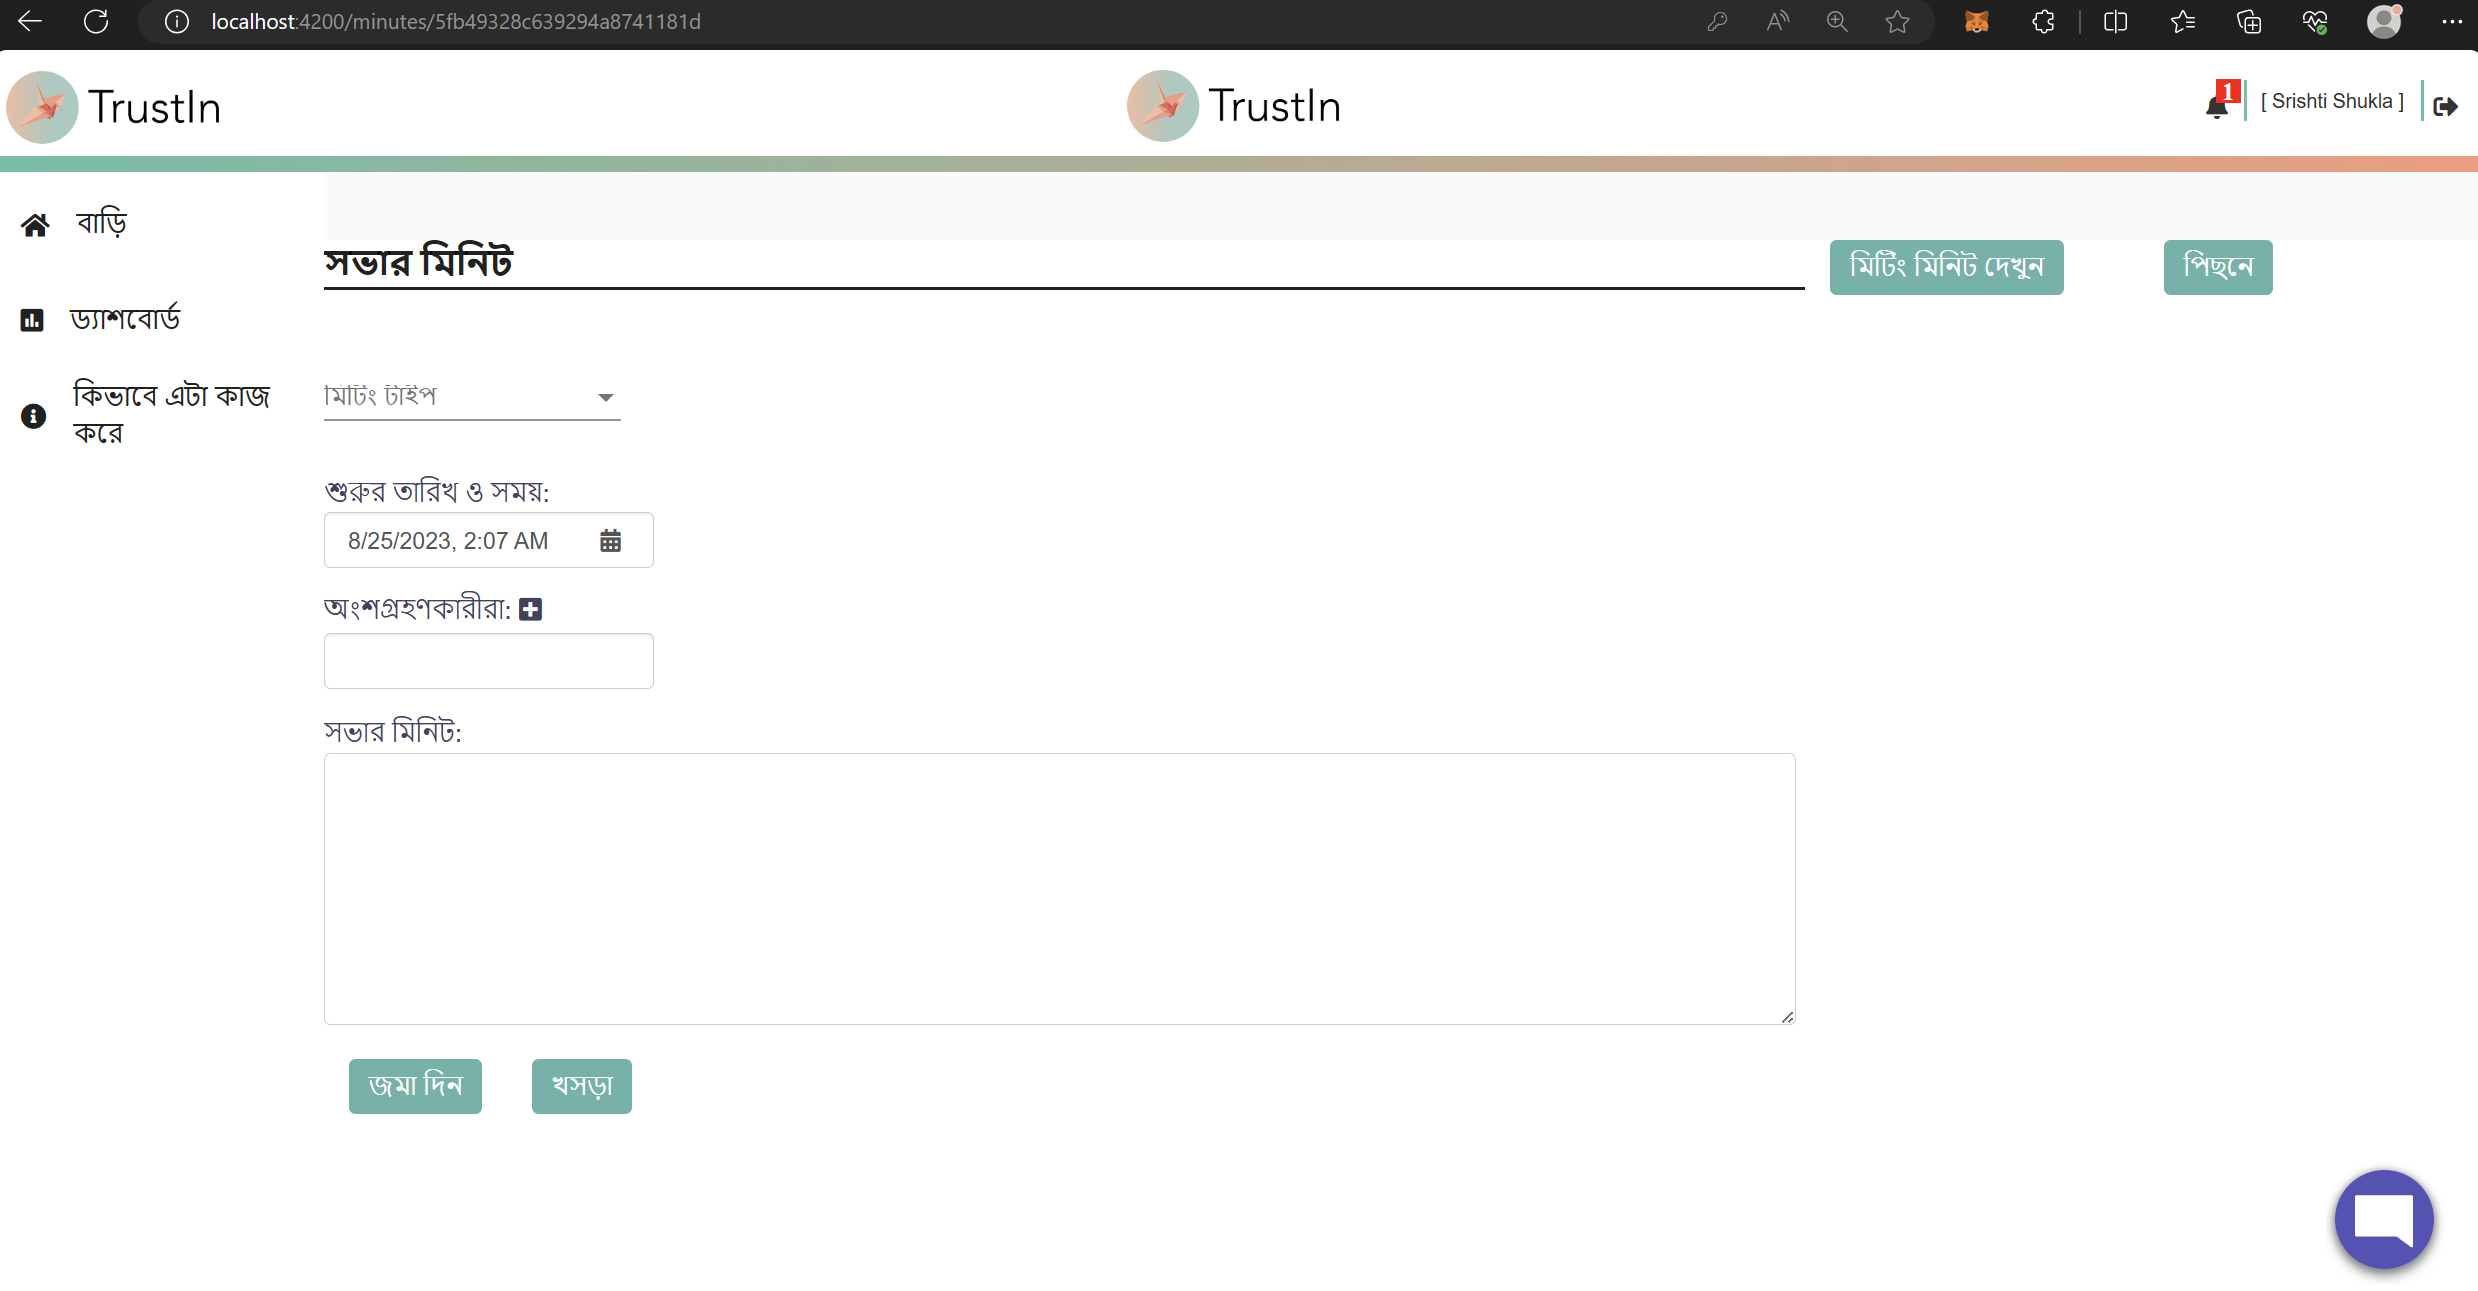 localhost:4200/minutes/5fb49328c639294a8741181d
TrustIn
TrustIn
1
[ Srishti Shukla ]
বাড়ি
ড্যাশবোর্ড
কিভাবে এটা কাজ
করে
সভার মিনিট
মিটিং মিনিট দেখুন
পিছনে
মিটিং টাইপ
শুরুর তারিখ ও সময়:
8/25/2023, 2:07 AM
অংশগ্রহণকারীরা:
সভার মিনিট:
জমা দিন
খসড়া